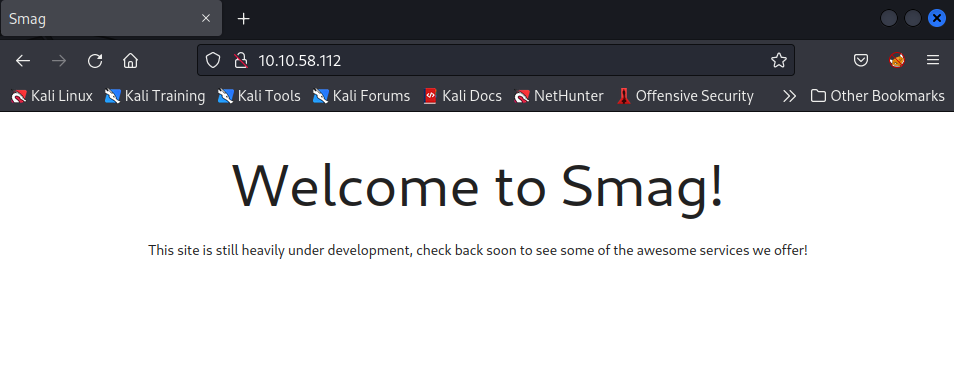 Smag
10.10.58.112
Kali Linux Kali Training Kali Tools Kali Forums Kali Docs NetHunter Offensive Security Other Bookmarks
Welcome to Smag!
This site is still heavily under development, check back soon to see some of the awesome services we offer!